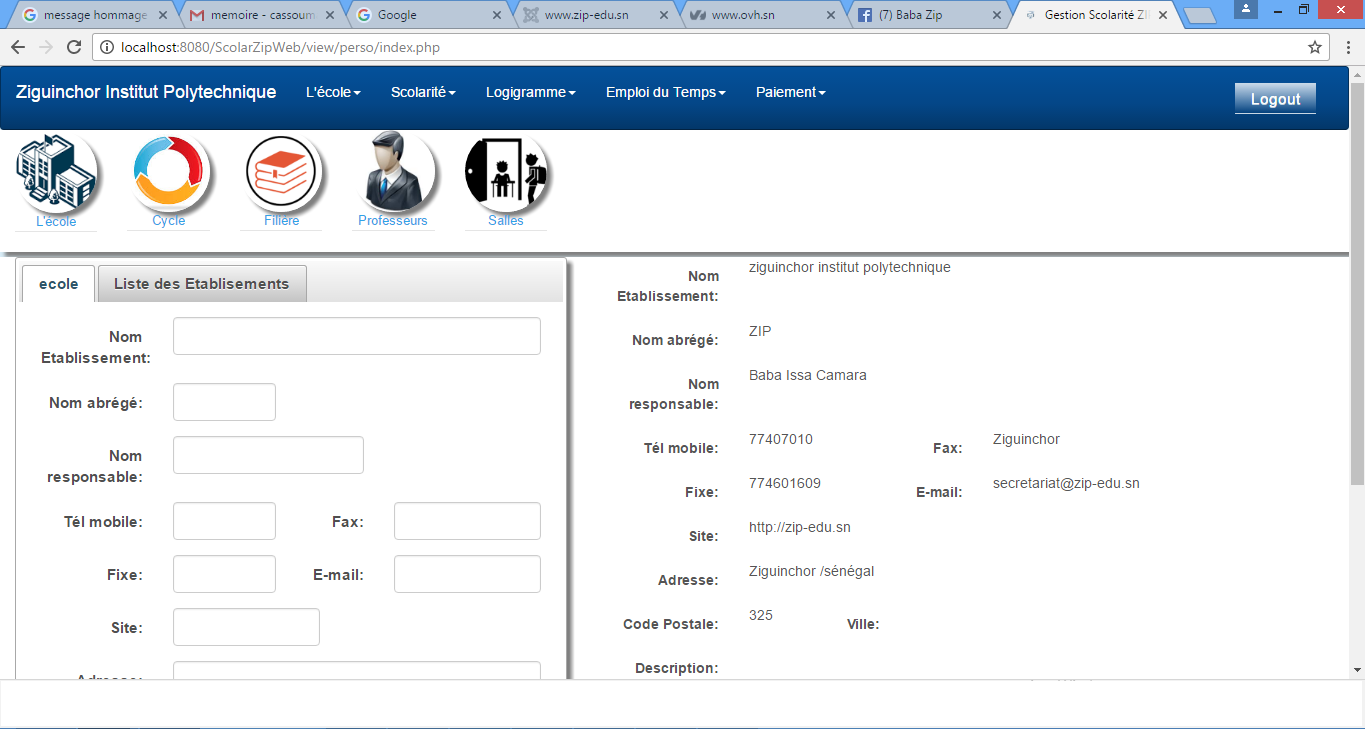 message hommage
memoire - cassoum
Google
www.zip-edu.sn
www.ovh.sn
(7) Baba Zip
Gestion Scolarité ZI
localhost:8080/ScolarZipWeb/view/perso/index.php
Ziguinchor Institut Polytechnique L'école Scolarité Logigramme Emploi du Temps Paiement Logout
L'école Cycle Filière Professeurs Salles
ecole Liste des Etablisements
Nom
Etablissement:
Nom abrégé:
Nom
responsable:
Tél mobile: Fax:
Fixe: E-mail:
Site:
Adresse:
Nom
Etablissement:
ziguinchor institut polytechnique
Nom abrégé: ZIP
Nom
responsable:
Baba Issa Camara
Tél mobile: 77407010 Fax: Ziguinchor
Fixe: 774601609 E-mail: secretariat@zip-edu.sn
Site: http://zip-edu.sn
Adresse: Ziguinchor /sénégal
Code Postale: 325 Ville:
Description: